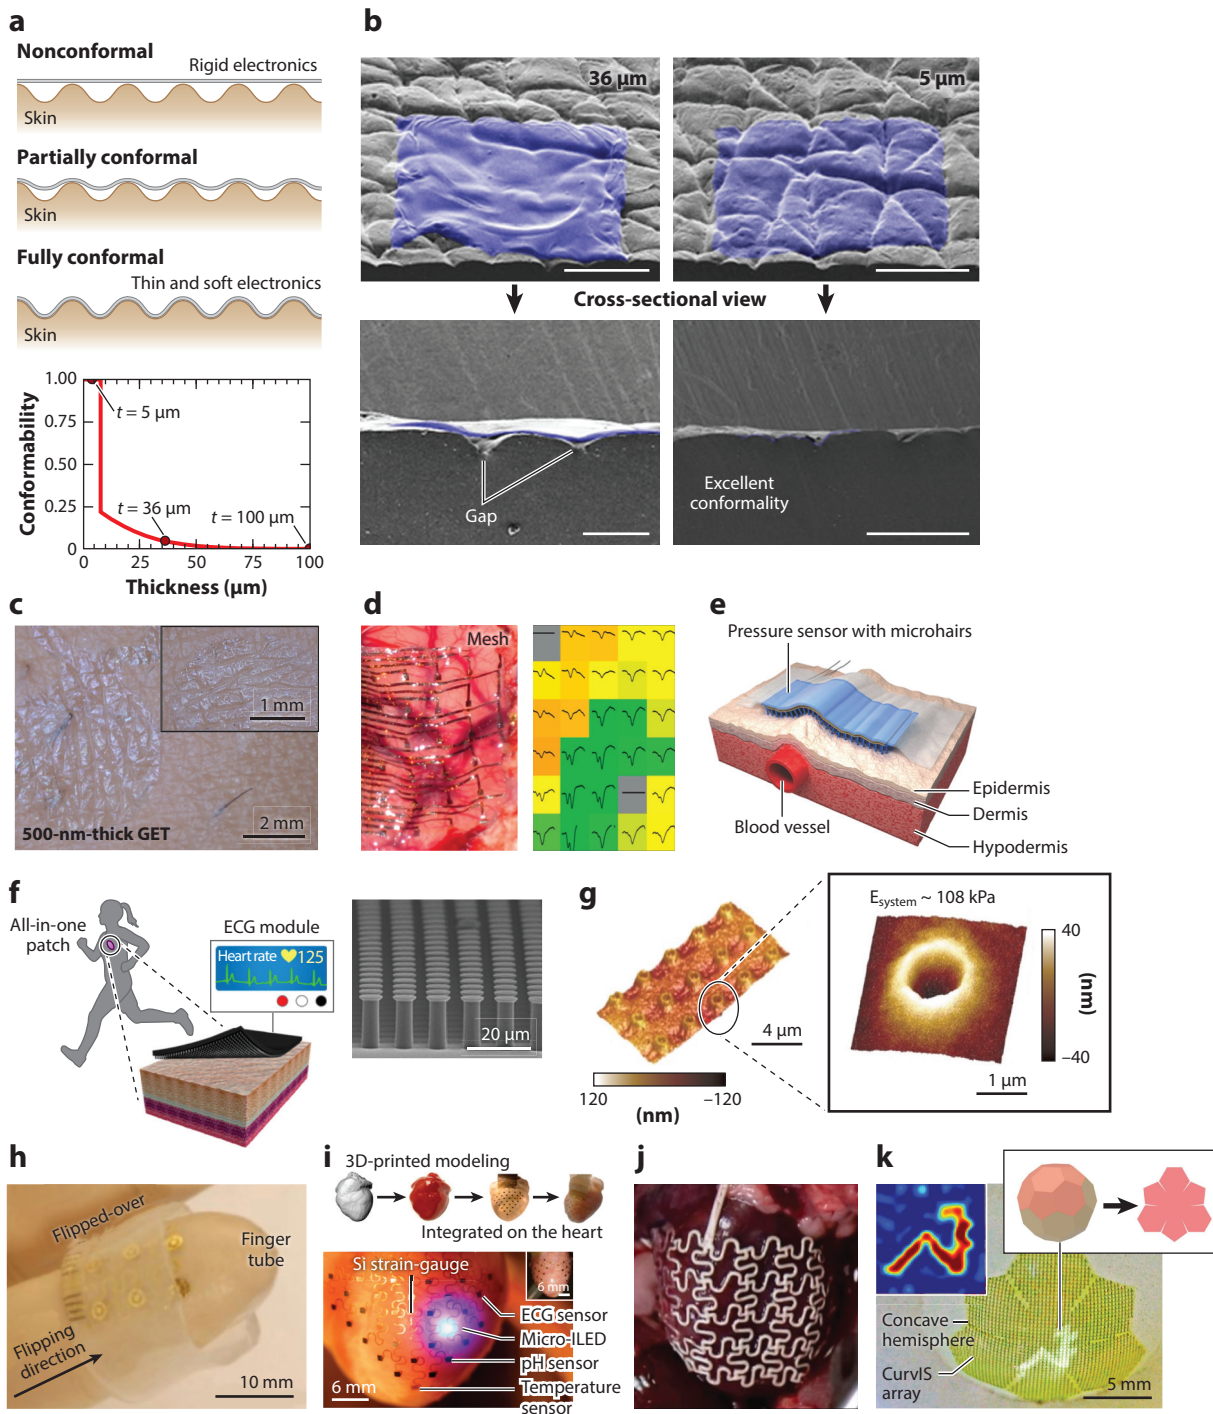 a
Nonconformal
Rigid electronics
Skin
Partially conformal
Skin
Fully conformal
Thin and soft electronics
Skin
Conformability
1.00
0.75
0.50
0.25
0
t = 5 µm
t = 36 µm
t = 100 µm
0 25 50 75 100
Thickness (µm)
b
36 µm
5 µm
Cross-sectional view
Gap
Excellent
conformality
c
1 mm
500-nm-thick GET
2 mm
d
Mesh
e
Pressure sensor with microhairs
Epidermis
Dermis
Blood vessel
Hypodermis
f
All-in-one
patch
ECG module
Heart rate 125
20 µm
g
4 µm
120 –120
(nm)
Esystem ~ 108 kPa
40
(nm)
–40
1 µm
h
Flipped-over
Finger
tube
Flipping
direction
10 mm
i
3D-printed modeling
Integrated on the heart
Si strain-gauge
6 mm
ECG sensor
Micro-ILED
pH sensor
Temperature
sensor
6 mm
j
k
Concave
hemisphere
CurvIS
array
5 mm